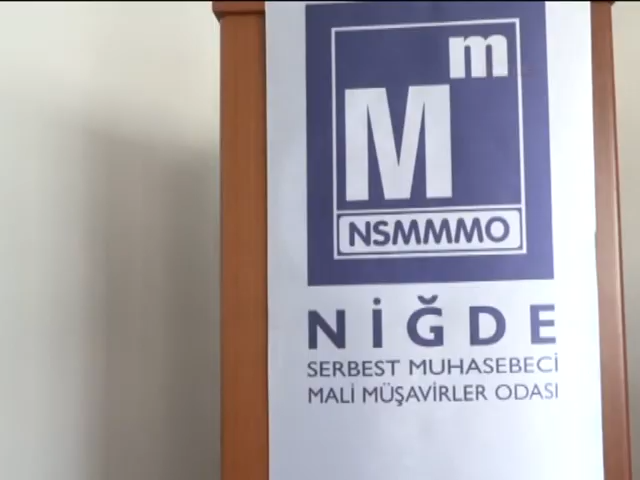 m
M
NSMMMO
NİĞDE
SERBEST MUHASEBECİ
MALİ MÜŞAVİRLER ODASI